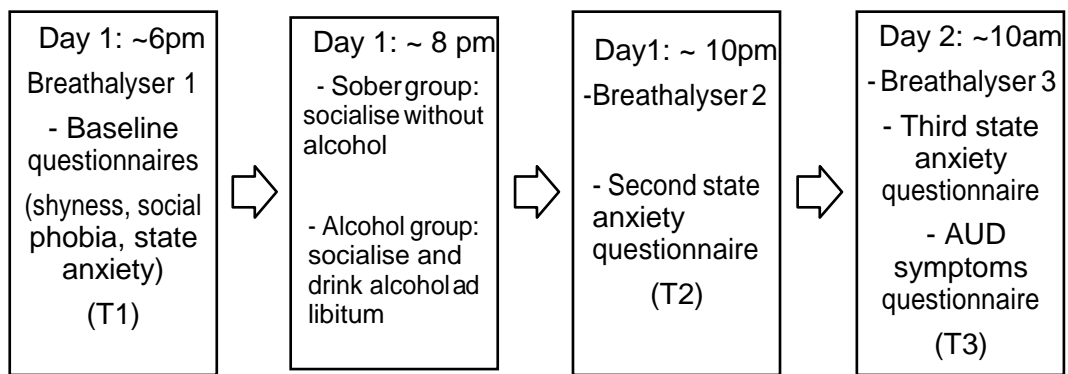 Day 1: ~6pm
Breathalyser 1
- Baseline
questionnaires
(shyness, social
phobia, state
anxiety)
(T1)
Day 1: ~ 8 pm
- Sober group:
socialise without
alcohol
- Alcohol group:
socialise and
drink alcohol ad
libitum
Day1: ~ 10pm
-Breathalyser 2
- Second state
anxiety
questionnaire
(T2)
Day 2: ~10am
-Breathalyser 3
- Third state
anxiety
questionnaire
- AUD
symptoms
questionnaire
(T3)